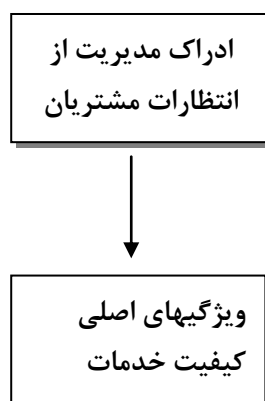 ادراک مدیریت از
انتظارات مشتریان
ویژگیهای اصلی
کیفیت خدمات